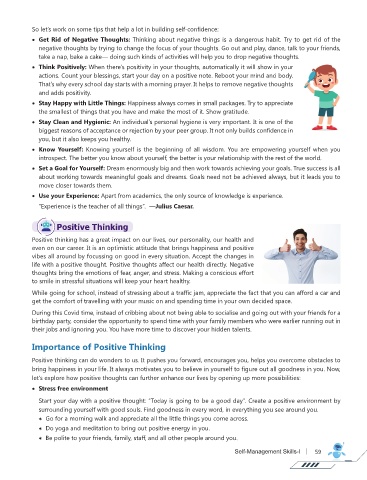 So let's work on some tips that help a lot in building self-confidence:
• Get Rid of Negative Thoughts: Thinking about negative things is a dangerous habit. Try to get rid of the
negative thoughts by trying to change the focus of your thoughts. Go out and play, dance, talk to your friends,
take a nap, bake a cake— doing such kinds of activities will help you to drop negative thoughts.
• Think Positively: When there's positivity in your thoughts, automatically it will show in your
actions. Count your blessings, start your day on a positive note. Reboot your mind and body.
That's why every school day starts with a morning prayer. It helps to remove negative thoughts
and adds positivity.
• Stay Happy with Little Things: Happiness always comes in small packages. Try to appreciate
the smallest of things that you have and make the most of it. Show gratitude.
• Stay Clean and Hygienic: An individual's personal hygiene is very important. It is one of the
biggest reasons of acceptance or rejection by your peer group. It not only builds confidence in
you, but it also keeps you healthy.
• Know Yourself: Knowing yourself is the beginning of all wisdom. You are empowering yourself when you
introspect. The better you know about yourself, the better is your relationship with the rest of the world.
• Set a Goal for Yourself: Dream enormously big and then work towards achieving your goals. True success is all
about working towards meaningful goals and dreams. Goals need not be achieved always, but it leads you to
move closer towards them.
• Use your Experience: Apart from academics, the only source of knowledge is experience.
"Experience is the teacher of all things". —Julius Caesar.
Positive Thinking
Positive thinking has a great impact on our lives, our personality, our health and
even on our career. It is an optimistic attitude that brings happiness and positive
vibes all around by focussing on good in every situation. Accept the changes in
life with a positive thought. Positive thoughts affect our health directly. Negative
thoughts bring the emotions of fear, anger, and stress. Making a conscious effort
to smile in stressful situations will keep your heart healthy.
While going for school, instead of stressing about a traffic jam, appreciate the fact that you can afford a car and
get the comfort of travelling with your music on and spending time in your own decided space.
During this Covid time, instead of cribbing about not being able to socialise and going out with your friends for a
birthday party, consider the opportunity to spend time with your family members who were earlier running out in
their jobs and ignoring you. You have more time to discover your hidden talents.
Importance of Positive Thinking
Positive thinking can do wonders to us. It pushes you forward, encourages you, helps you overcome obstacles to
bring happiness in your life. It always motivates you to believe in yourself to figure out all goodness in you. Now,
let's explore how positive thoughts can further enhance our lives by opening up more possibilities:
• Stress free environment
Start your day with a positive thought: "Today is going to be a good day". Create a positive environment by
surrounding yourself with good souls. Find goodness in every word, in everything you see around you.
• Go for a morning walk and appreciate all the little things you come across.
• Do yoga and meditation to bring out positive energy in you.
• Be polite to your friends, family, staff, and all other people around you.
Self-Management Skills-I | 59